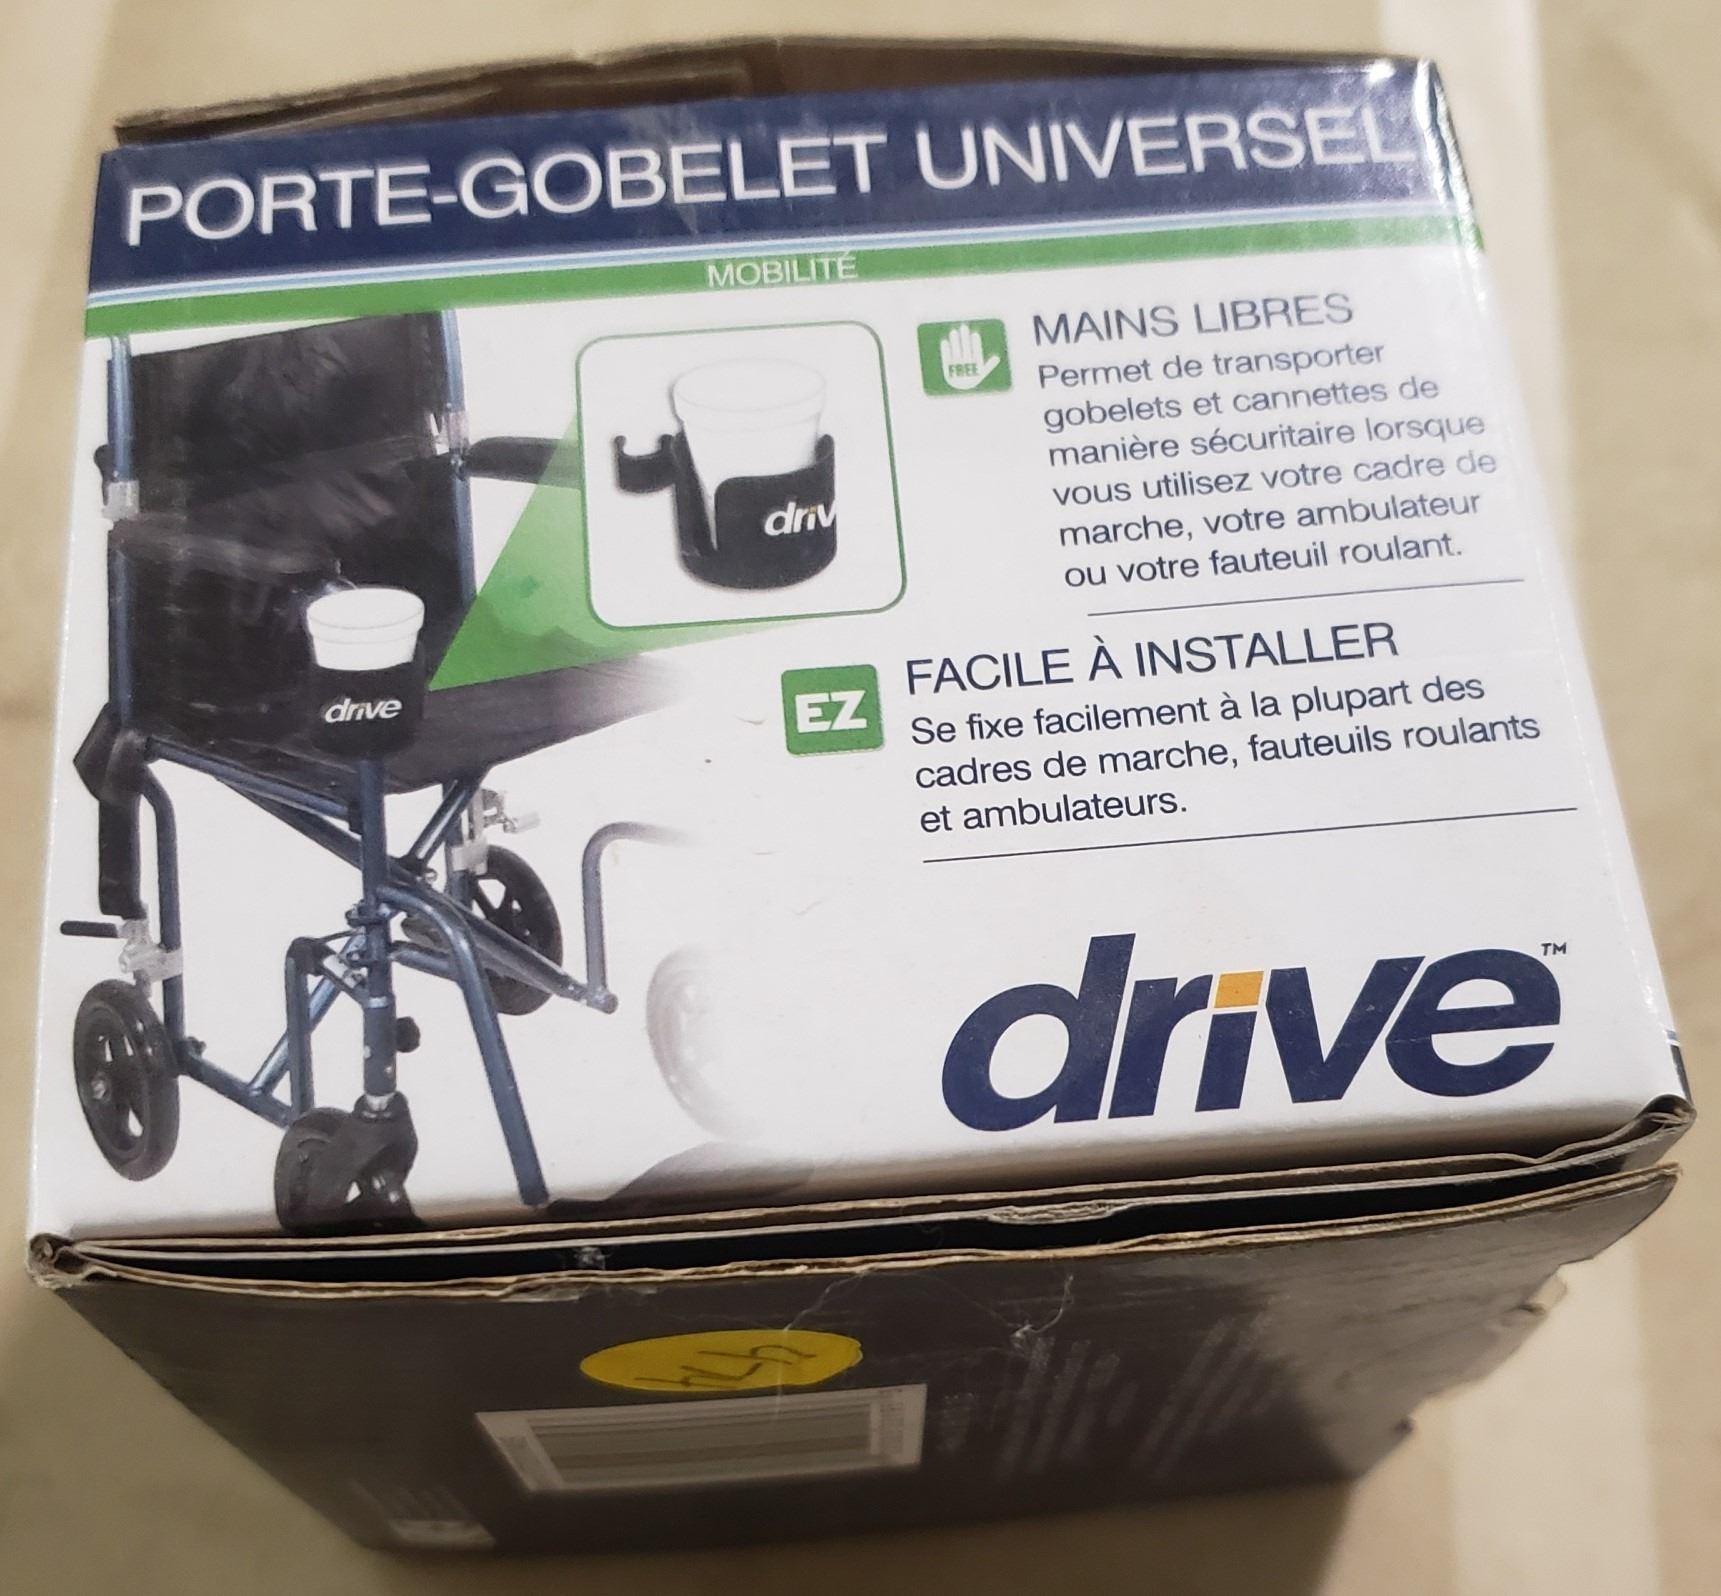 PORTE-GOBELET UNIVERSEL
MOBILITÉ
FREE
MAINS LIBRES
Permet de transporter
gobelets et cannettes de
manière sécuritaire lorsque
vous utilisez votre cadre de
marche, votre ambulateur
ou votre fauteuil roulant.
driv
drive
EZ
FACILE À INSTALLER
Se fixe facilement à la plupart des
cadres de marche, fauteuils roulants
et ambulateurs.
drive™